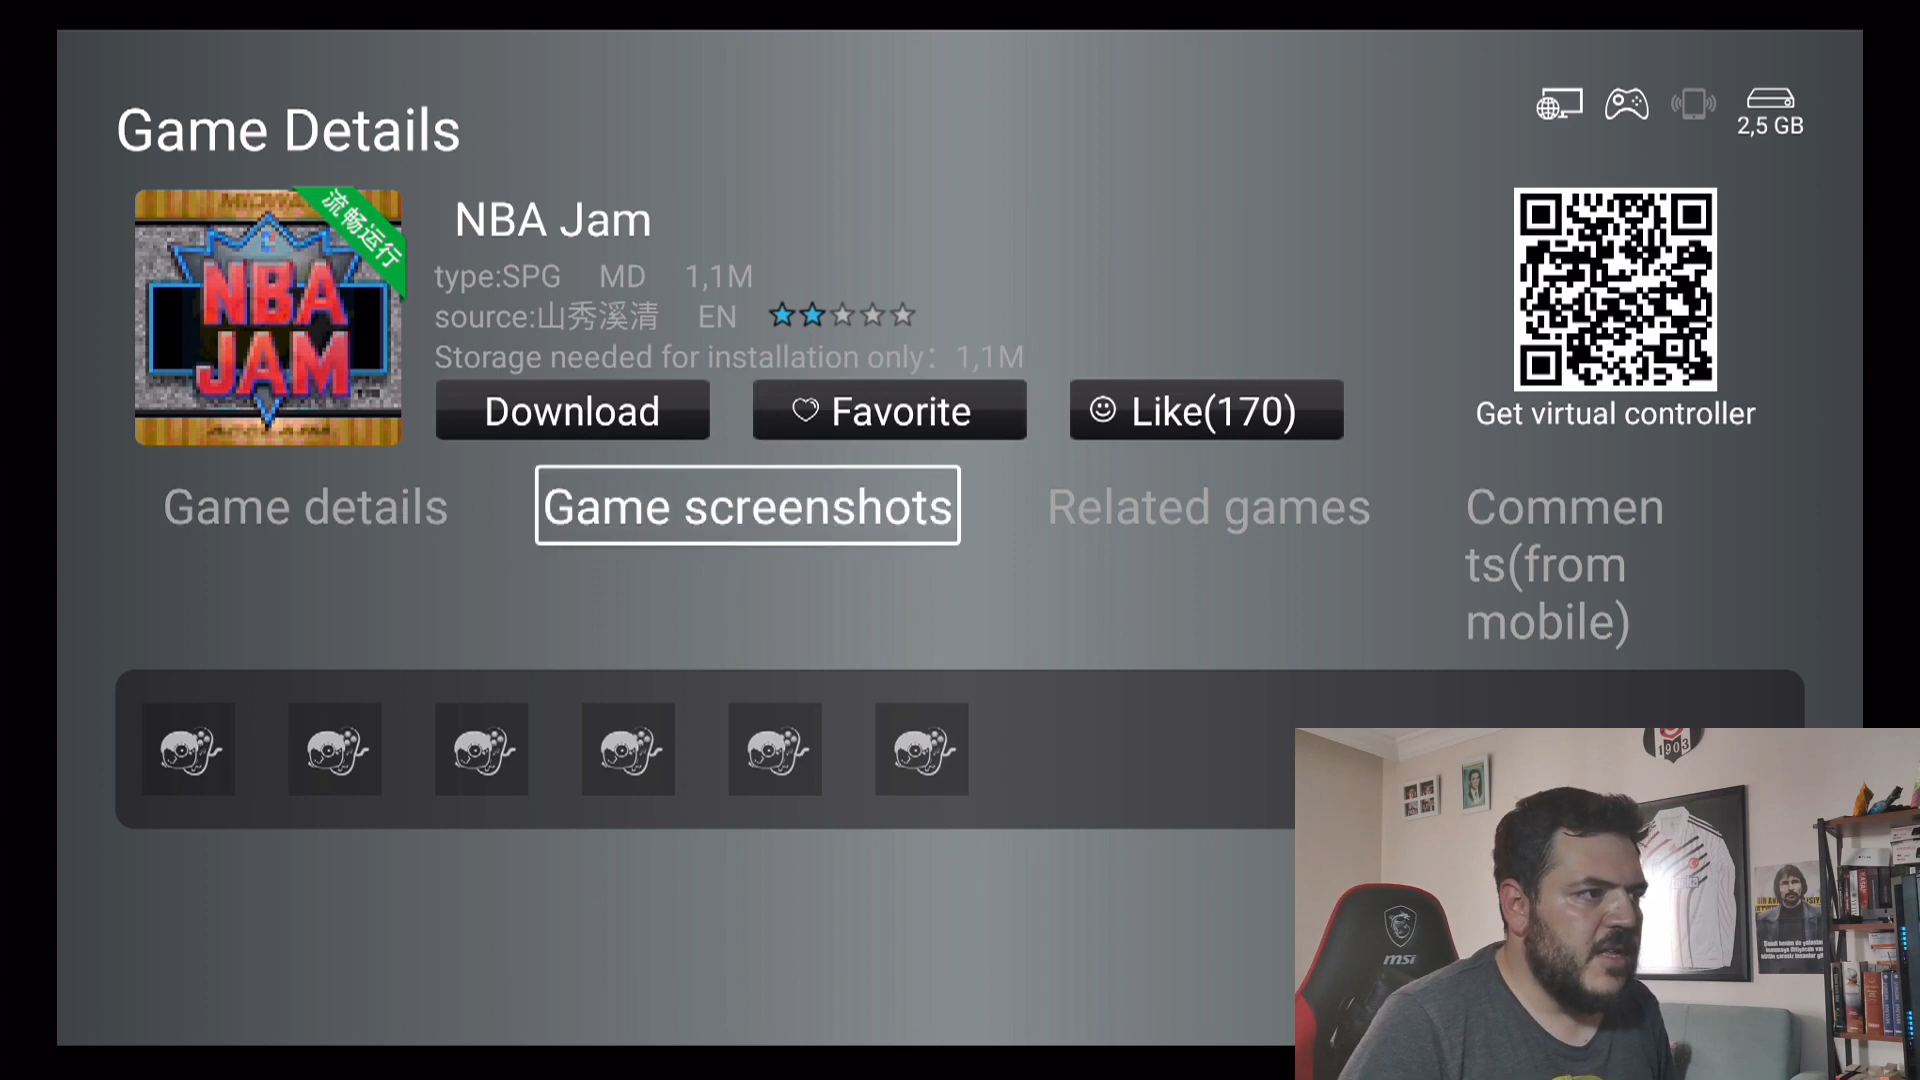 Game Details
2,5 GB
流畅运行
NBA
JAM
NBA Jam
type:SPG MD 1,1M
source:山秀溪清 EN
Storage needed for installation only： 1,1M
Download
Favorite
Like(170)
Get virtual controller
Game details
Game screenshots
Related games
Commen
ts(from
mobile)
1903
msi